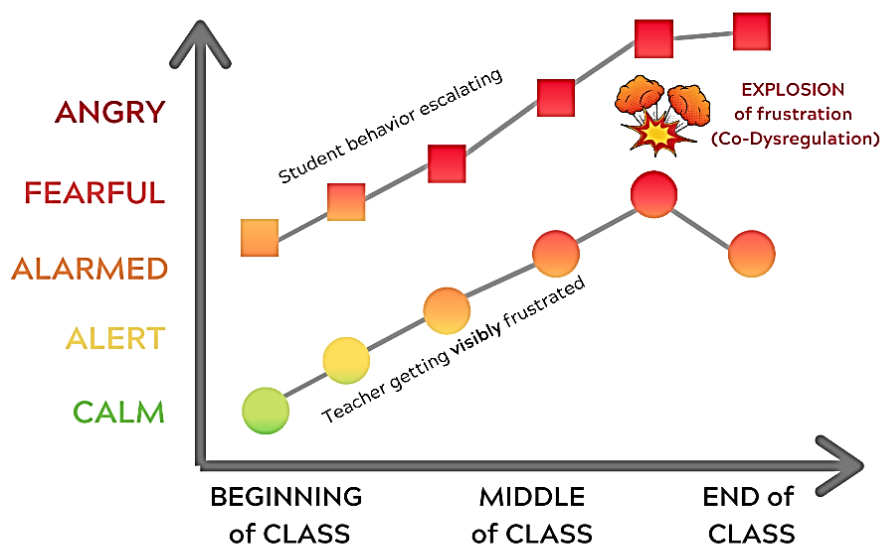 ANGRY
FEARFUL
ALARMED
ALERT
CALM
Student behavior escalating
EXPLOSION
of frustration
(Co-Dysregulation)
Teacher getting visibly frustrated
BEGINNING
of CLASS
MIDDLE
of CLASS
END of
CLASS